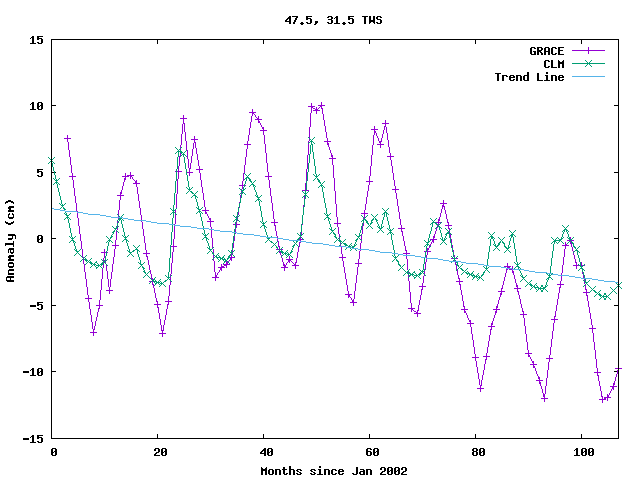 47.5, 31.5 TWS
GRACE
CLM
Trend Line
Anomaly (cm)
15
10
5
0
-5
-10
-15
0 20 40 60 80 100
Months since Jan 2002